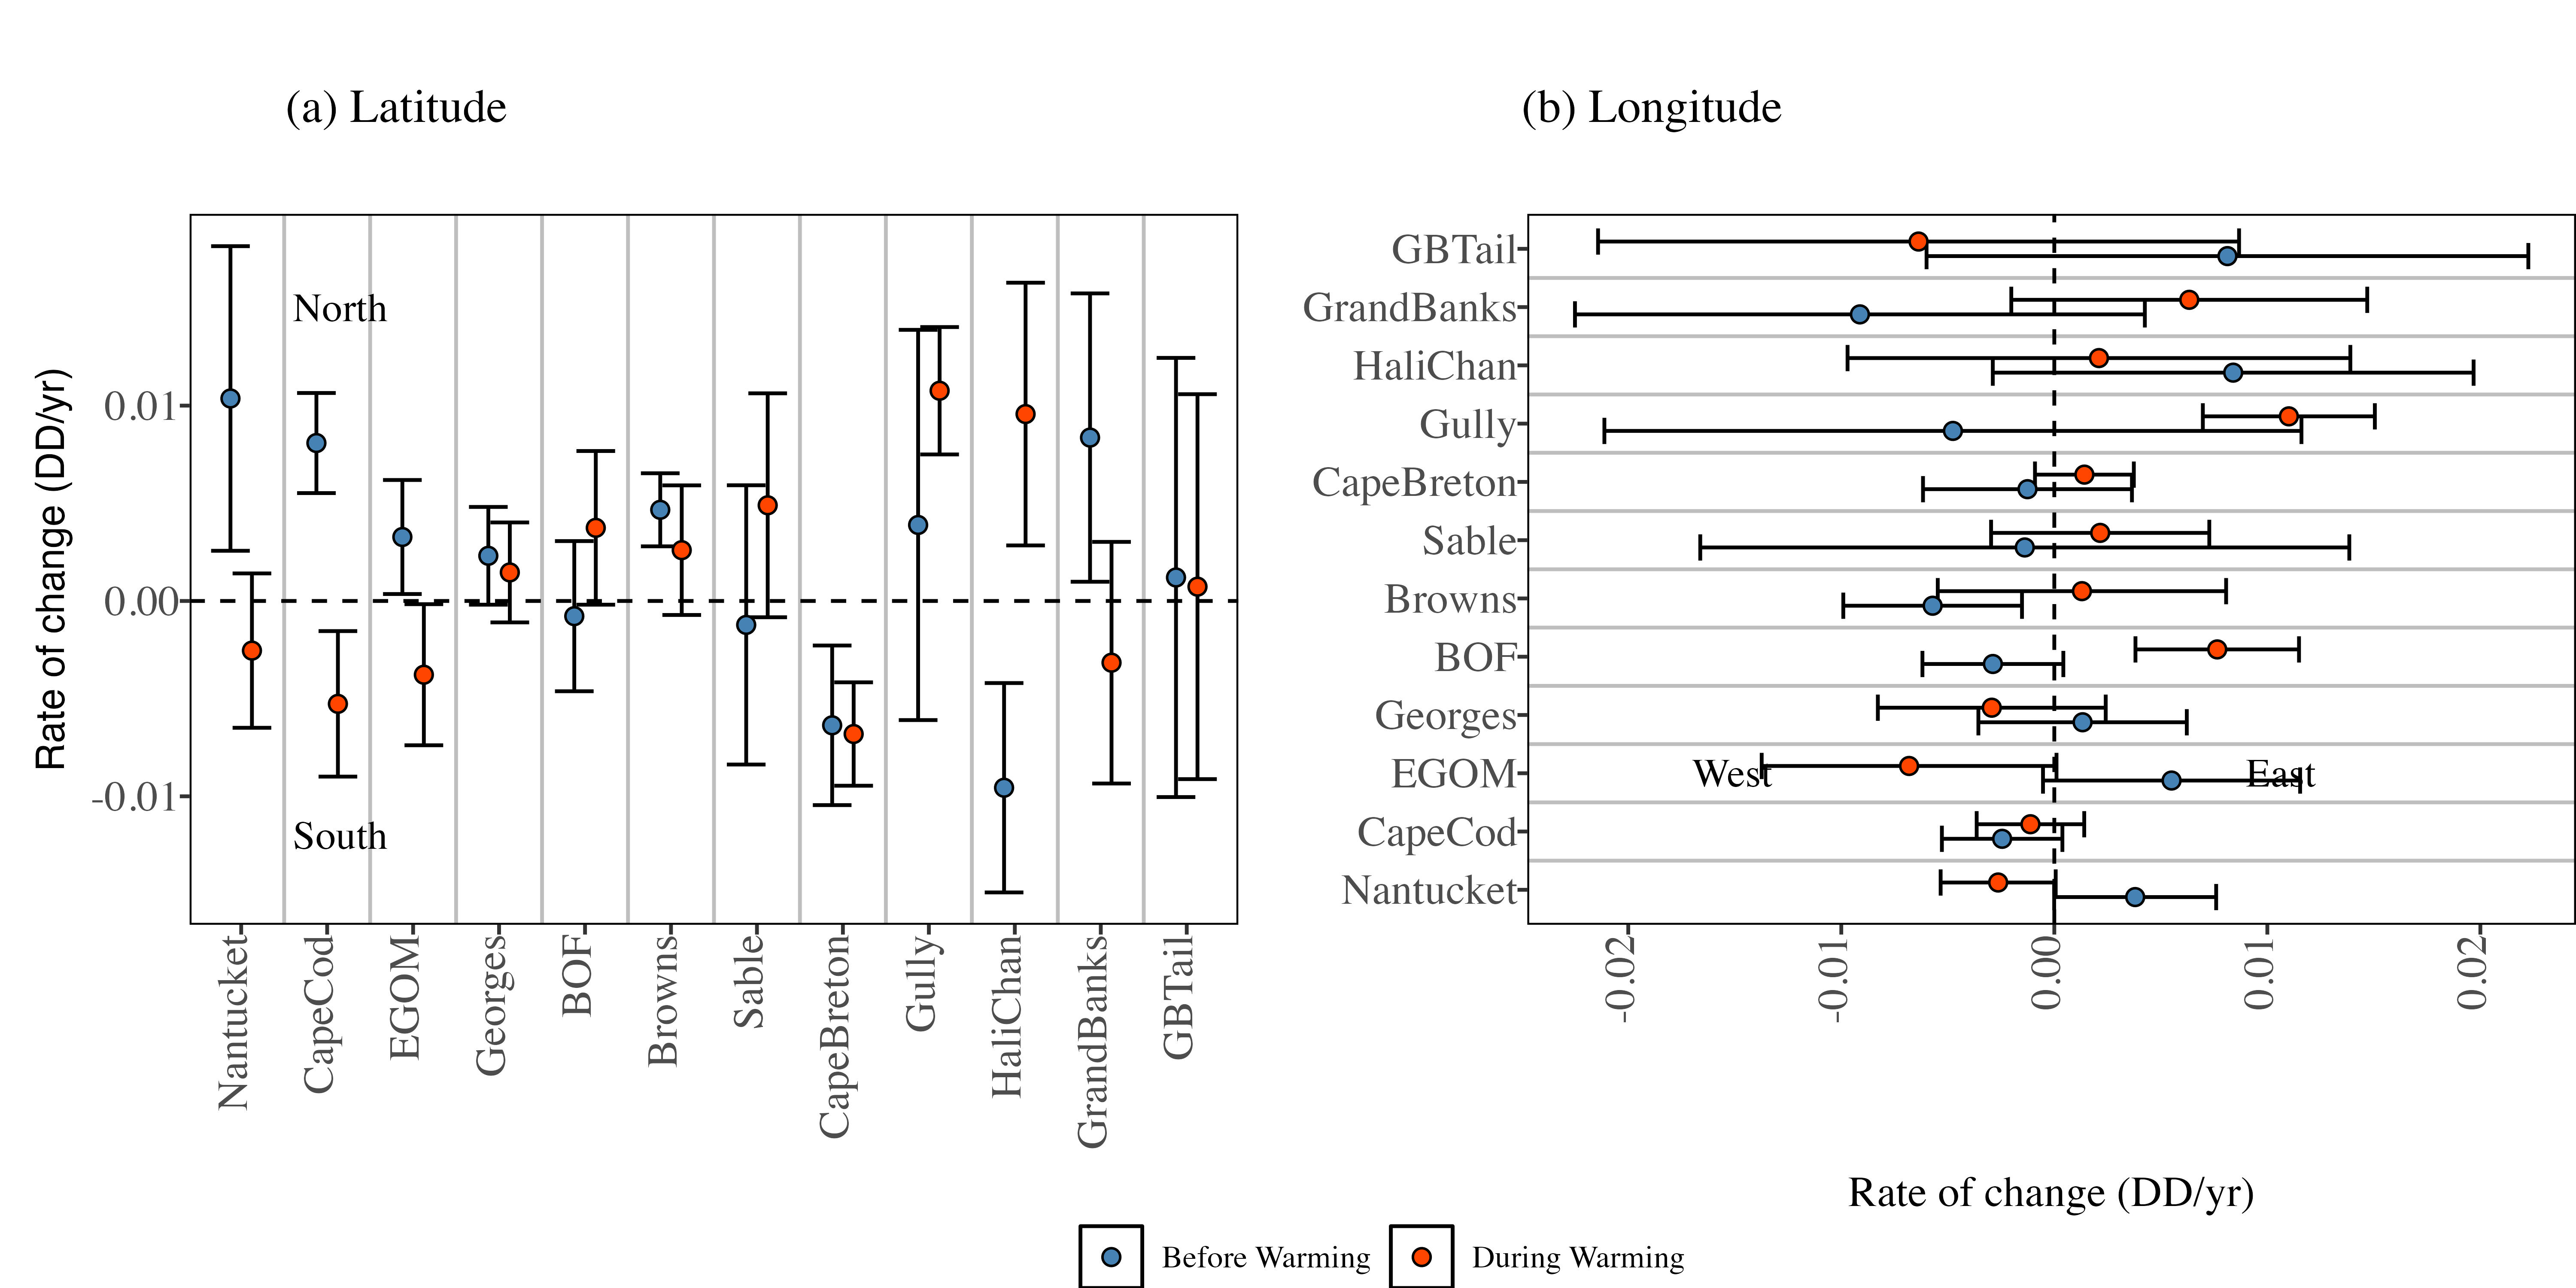 (a) Latitude
(b) Longitude
Rate of change (DD/yr)
0.01
0.00
-0.01
North
South
Nantucket
CapeCod
EGOM
Georges
BOF
Browns
Sable
CapeBreton
Gully
HaliChan
GrandBanks
GBTail
GBTail
GrandBanks
HaliChan
Gully
CapeBreton
Sable
Browns
BOF
Georges
EGOM
CapeCod
Nantucket
West
East
-0.02
-0.01
0.00
0.01
0.02
Rate of change (DD/yr)
Before Warming
During Warming